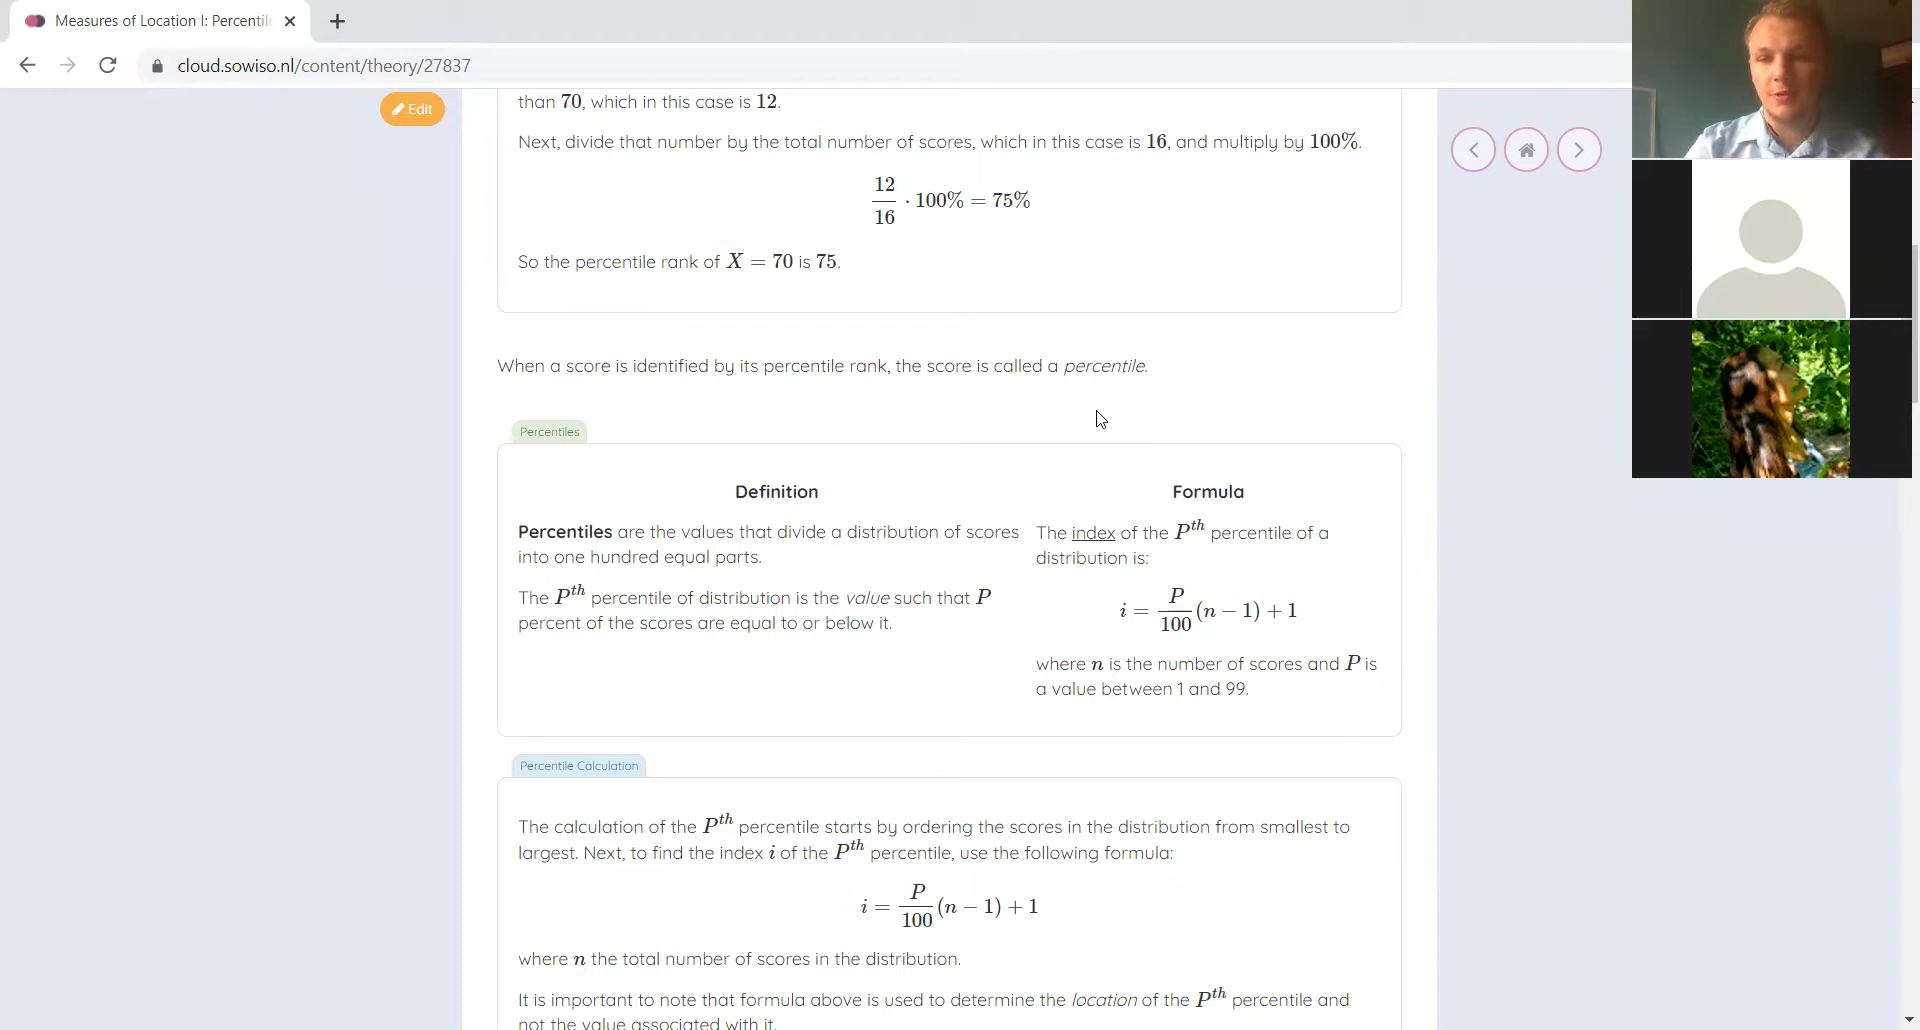 Measures of Location I: Percentil
cloud.sowiso.nl/content/theory/27837
Edit
than 70, which in this case is 12.
Next, divide that number by the total number of scores, which in this case is 16, and multiply by 100%.
12/16 · 100% = 75%
So the percentile rank of X = 70 is 75.
When a score is identified by its percentile rank, the score is called a percentile.
Percentiles
Definition
Percentiles are the values that divide a distribution of scores
into one hundred equal parts.
The P^th percentile of distribution is the value such that P
percent of the scores are equal to or below it.
Formula
The index of the P^th percentile of a
distribution is:
i = P/100 (n − 1) + 1
where n is the number of scores and P is
a value between 1 and 99.
Percentile Calculation
The calculation of the P^th percentile starts by ordering the scores in the distribution from smallest to
largest. Next, to find the index i of the P^th percentile, use the following formula:
i = P/100 (n − 1) + 1
where n the total number of scores in the distribution.
It is important to note that formula above is used to determine the location of the P^th percentile and
not the value associated with it.